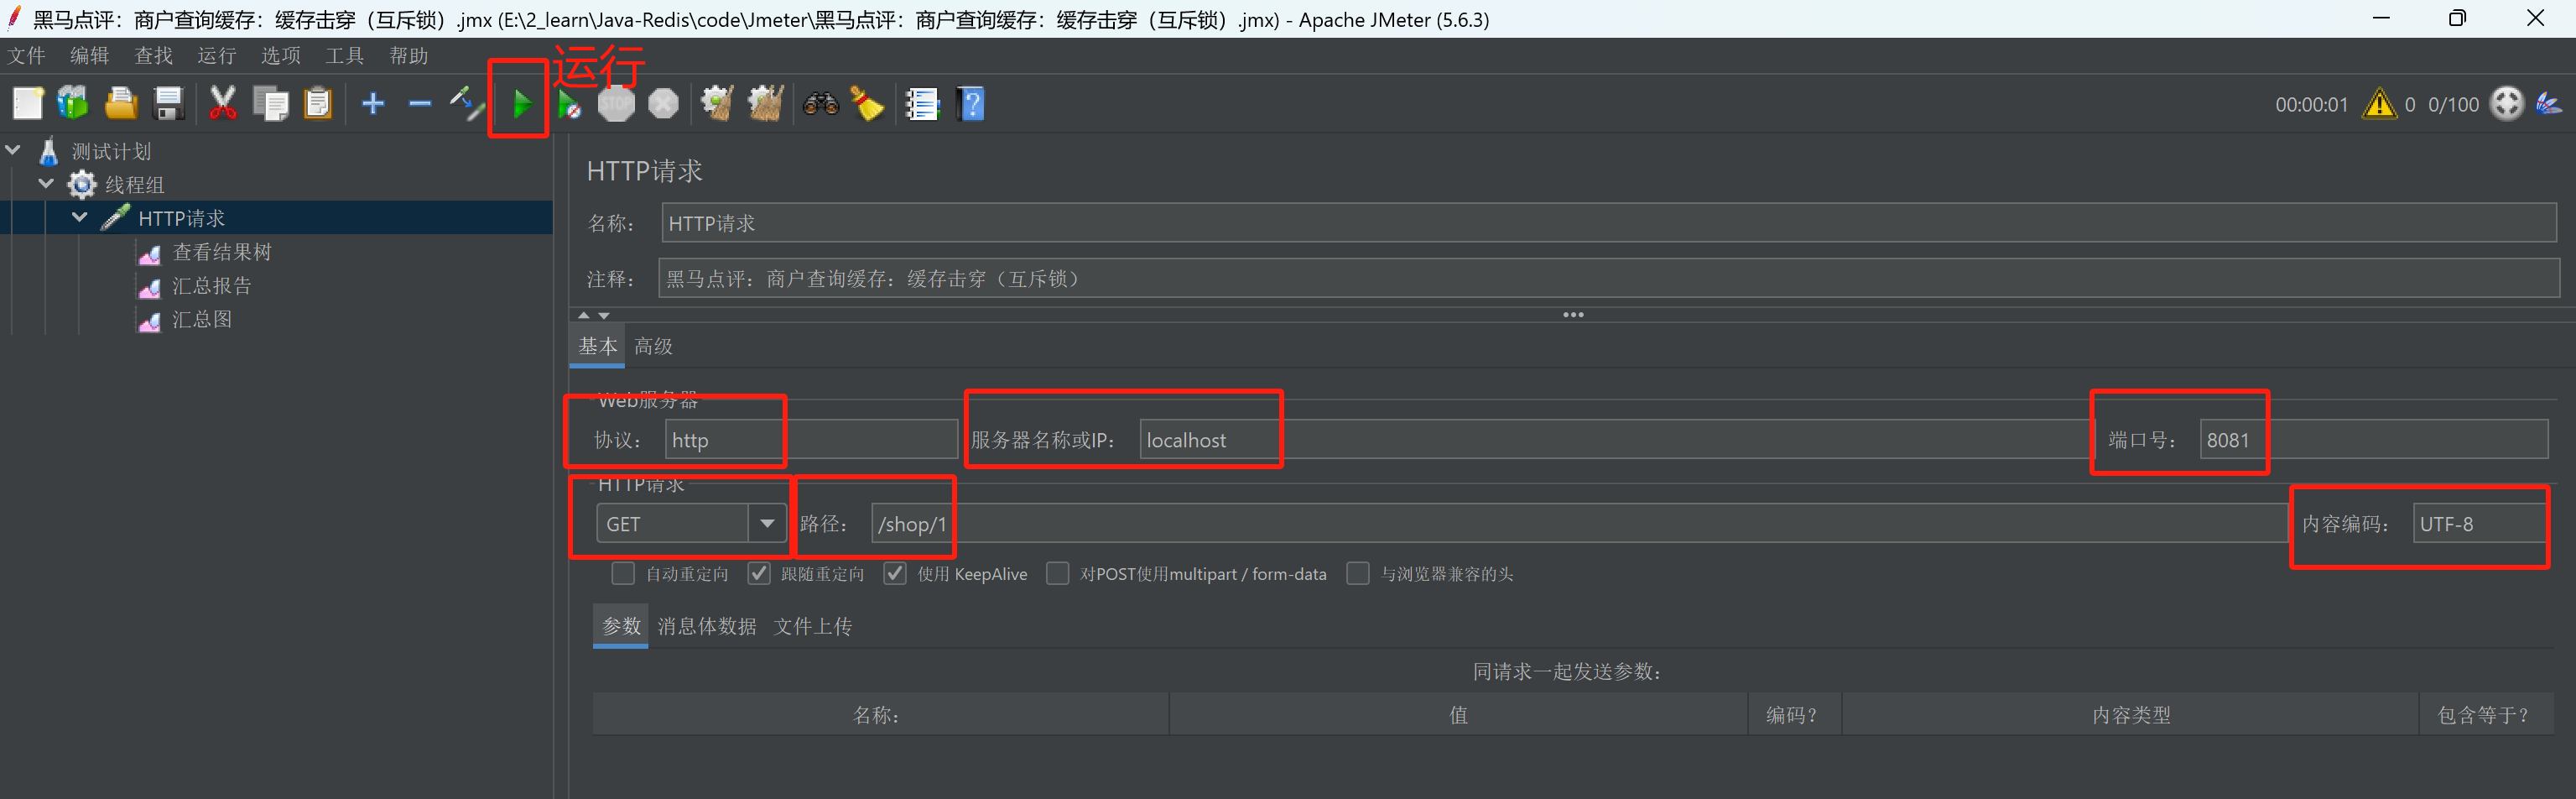 黑马点评：商户查询缓存：缓存击穿（互斥锁）.jmx (E:\2_learn\Java-Redis\code\Jmeter\黑马点评：商户查询缓存：缓存击穿（互斥锁）.jmx) - Apache JMeter (5.6.3)
文件 编辑 查找 运行 选项 工具 帮助
运行
STOP
00:00:01 0 0/100
测试计划
线程组
HTTP请求
查看结果树
汇总报告
汇总图
HTTP请求
名称： HTTP请求
注释： 黑马点评：商户查询缓存：缓存击穿（互斥锁）
基本 高级
Web服务器
协议： http 服务器名称或IP： localhost 端口号： 8081
HTTP请求
GET 路径： /shop/1 内容编码： UTF-8
自动重定向 跟随重定向 使用 KeepAlive 对POST使用multipart / form-data 与浏览器兼容的头
参数 消息体数据 文件上传
同请求一起发送参数：
名称： 值 编码？ 内容类型 包含等于？